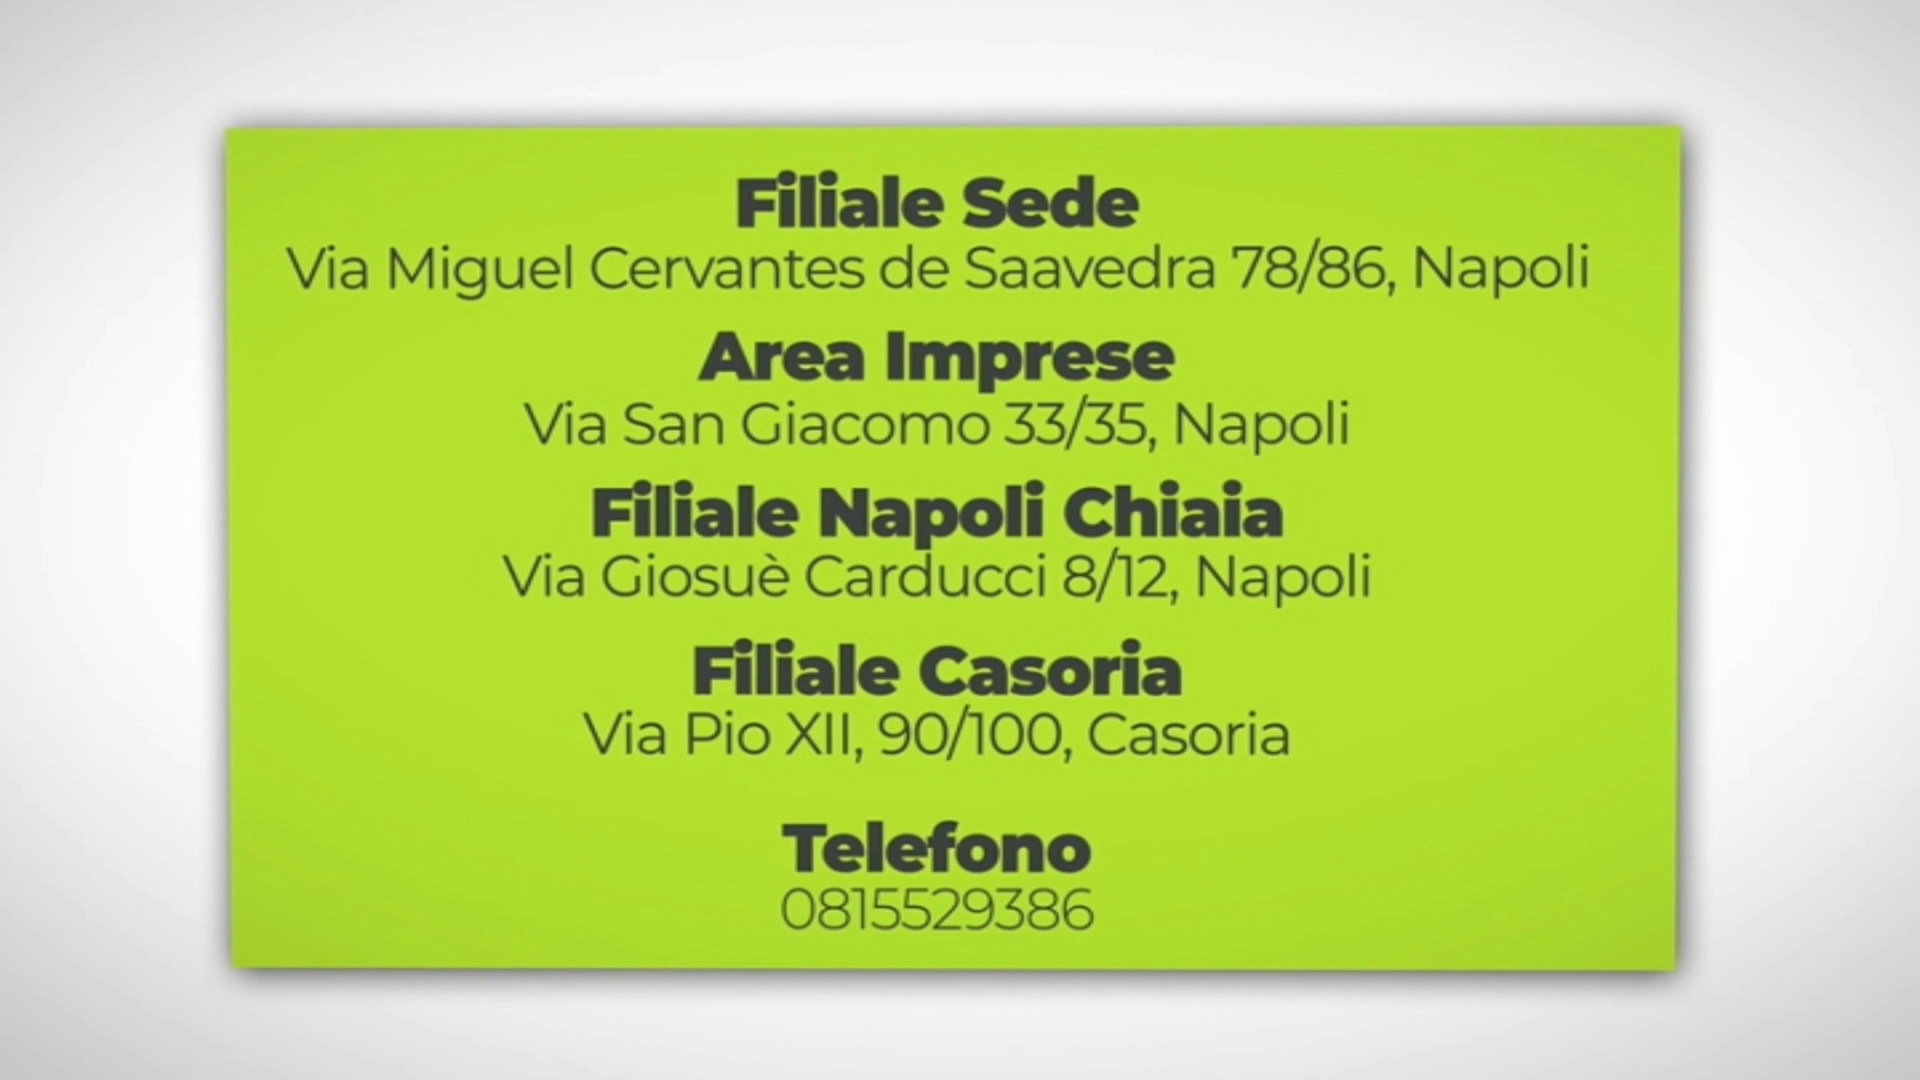 Filiale Sede
Via Miguel Cervantes de Saavedra 78/86, Napoli
Area Imprese
Via San Giacomo 33/35, Napoli
Filiale Napoli Chiaia
Via Giosuè Carducci 8/12, Napoli
Filiale Casoria
Via Pio XII, 90/100, Casoria
Telefono
0815529386